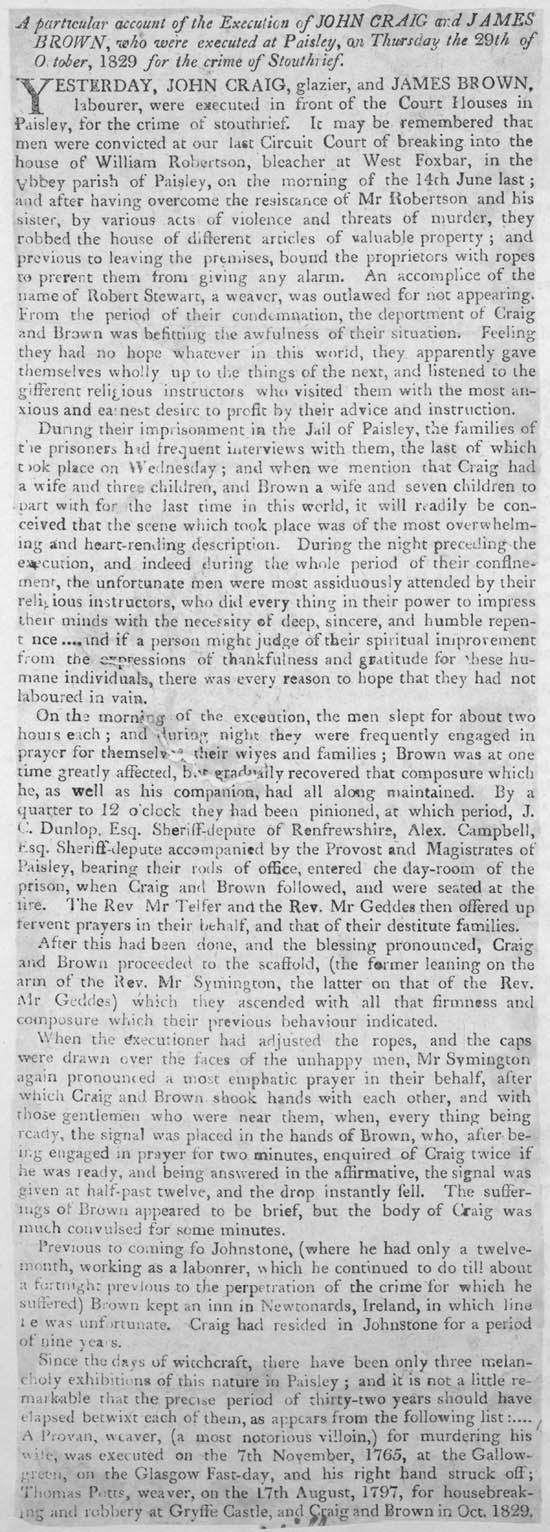 A particular account of the Execution of JOHN CRAIG and JAMES
BROWN, who were executed at Paisley, on Thursday the 29th of
O tober, 1829 for the crime of Stouthrief.
YESTERDAY, JOHN CRAIG, glazier, and JAMES BROWN,
labourer, were executed in front of the Court Houses in
Paisley, for the crime of stouthrief. It may be remembered that
men were convicted at our last Circuit Court of breaking into the
house of William Robertson, bleacher at West Foxbar, in the
Vbbey parish of Paisley, on the morning of the 14th June last;
and after having overcome the resistance of Mr Robertson and his
sister, by various acts of violence and threats of murder, they
robbed the house of different articles of valuable property; and
previous to leaving the premises, bound the proprietors with ropes
to prerent them from giving any alarm. An accomplice of the
name of Robert Stewart, a weaver, was outlawed for not appearing.
From the period of their condemnation, the deportment of Craig
and Brown was befitting the awfulness of their situation. Feeling
they had no hope whatever in this world, they apparently gave
themselves wholly up to the things of the next, and listened to the
gifferent religious instructors who visited them with the most an-
xious and earnest desire to profit by their advice and instruction.
During their imprisonment in the Jail of Paisley, the families of
the prisoners had frequent interviews with them, the last of which
took place on Wednesday; and when we mention that Craig had
a wife and three children, and Brown a wife and seven children to
part with for the last time in this world, it will readily be con-
ceived that the scene which took place was of the most overwhelm-
ing and heart-rending description. During the night preceding the
execution, and indeed during the whole period of their confine-
ment, the unfortunate men were most assiduously attended by their
religious instructors, who did every thing in their power to impress
their minds with the necessity of deep, sincere, and humble repen-
t nce ....and if a person might judge of their spiritual improvement
from the expressions of thankfulness and gratitude for these hu-
mane individuals, there was every reason to hope that they had not
laboured in vain.
On the morning of the execution, the men slept for about two
hours each; and during night they were frequently engaged in
prayer for themselves their wiyes and families; Brown was at one
time greatly affected, but gradually recovered that composure which
he, as well as his companion, had all along maintained. By a
quarter to 12 o'clock they had been pinioned, at which period, J.
C. Dunlop, Esq. Sheriff-depute of Renfrewshire, Alex. Campbell,
Esq. Sheriff-depute accompanied by the Provost and Magistrates of
Paisley, bearing their rods of office, entered the day-room of the
prison, when Craig and Brown followed, and were seated at the
fire. The Rev Mr Telfer and the Rev. Mr Geddes then offered up
fervent prayers in their behalf, and that of their destitute families.
After this had been done, and the blessing pronounced, Craig
and Brown proceeded to the scaffold, (the former leaning on the
arm of the Rev. Mr Symington, the latter on that of the Rev.
Mr Geddes) which they ascended with all that firmness and
composure which their previous behaviour indicated.
When the executioner had adjusted the ropes, and the caps
were drawn over the faces of the unhappy men, Mr Symington
again pronounced a most emphatic prayer in their behalf, after
which Craig and Brown shook hands with each other, and with
those gentlemen who were near them, when, every thing being
ready, the signal was placed in the hands of Brown, who, after be-
ing engaged in prayer for two minutes, enquired of Craig twice if
he was ready, and being answered in the affirmative, the signal was
given at half-past twelve, and the drop instantly fell. The suffer-
ings of Brown appeared to be brief, but the body of Craig was
much convulsed for some minutes.
Previous to coming fo Johnstone, (where he had only a twelve-
month, working as a labonrer, which he continued to do till about
a fortnight previous to the perpetration of the crime for which he
suffered) Brown kept an inn in Newtonards, Ireland, in which line
he was unfortunate. Craig had resided in Johnstone for a period
of nine years.
Since the days of witchcraft, there have been only three melan-
choly exhibitions of this nature in Paisley; and it is not a little re-
markable that the precise period of thirty-two years should have
elapsed betwixt each of them, as appears from the following list:....
A Provan, weaver, (a most notorious villoin,) for murdering his
wife, was executed on the 7th November, 1765, at the Gallow-
green, on the Glasgow Fast-day, and his right hand struck off;
Thomas Potts, weaver, on the 17th August, 1797, for housebreak-
ing and robbery at Gryffe Castle, and Craig and Brown in Oct. 1829.